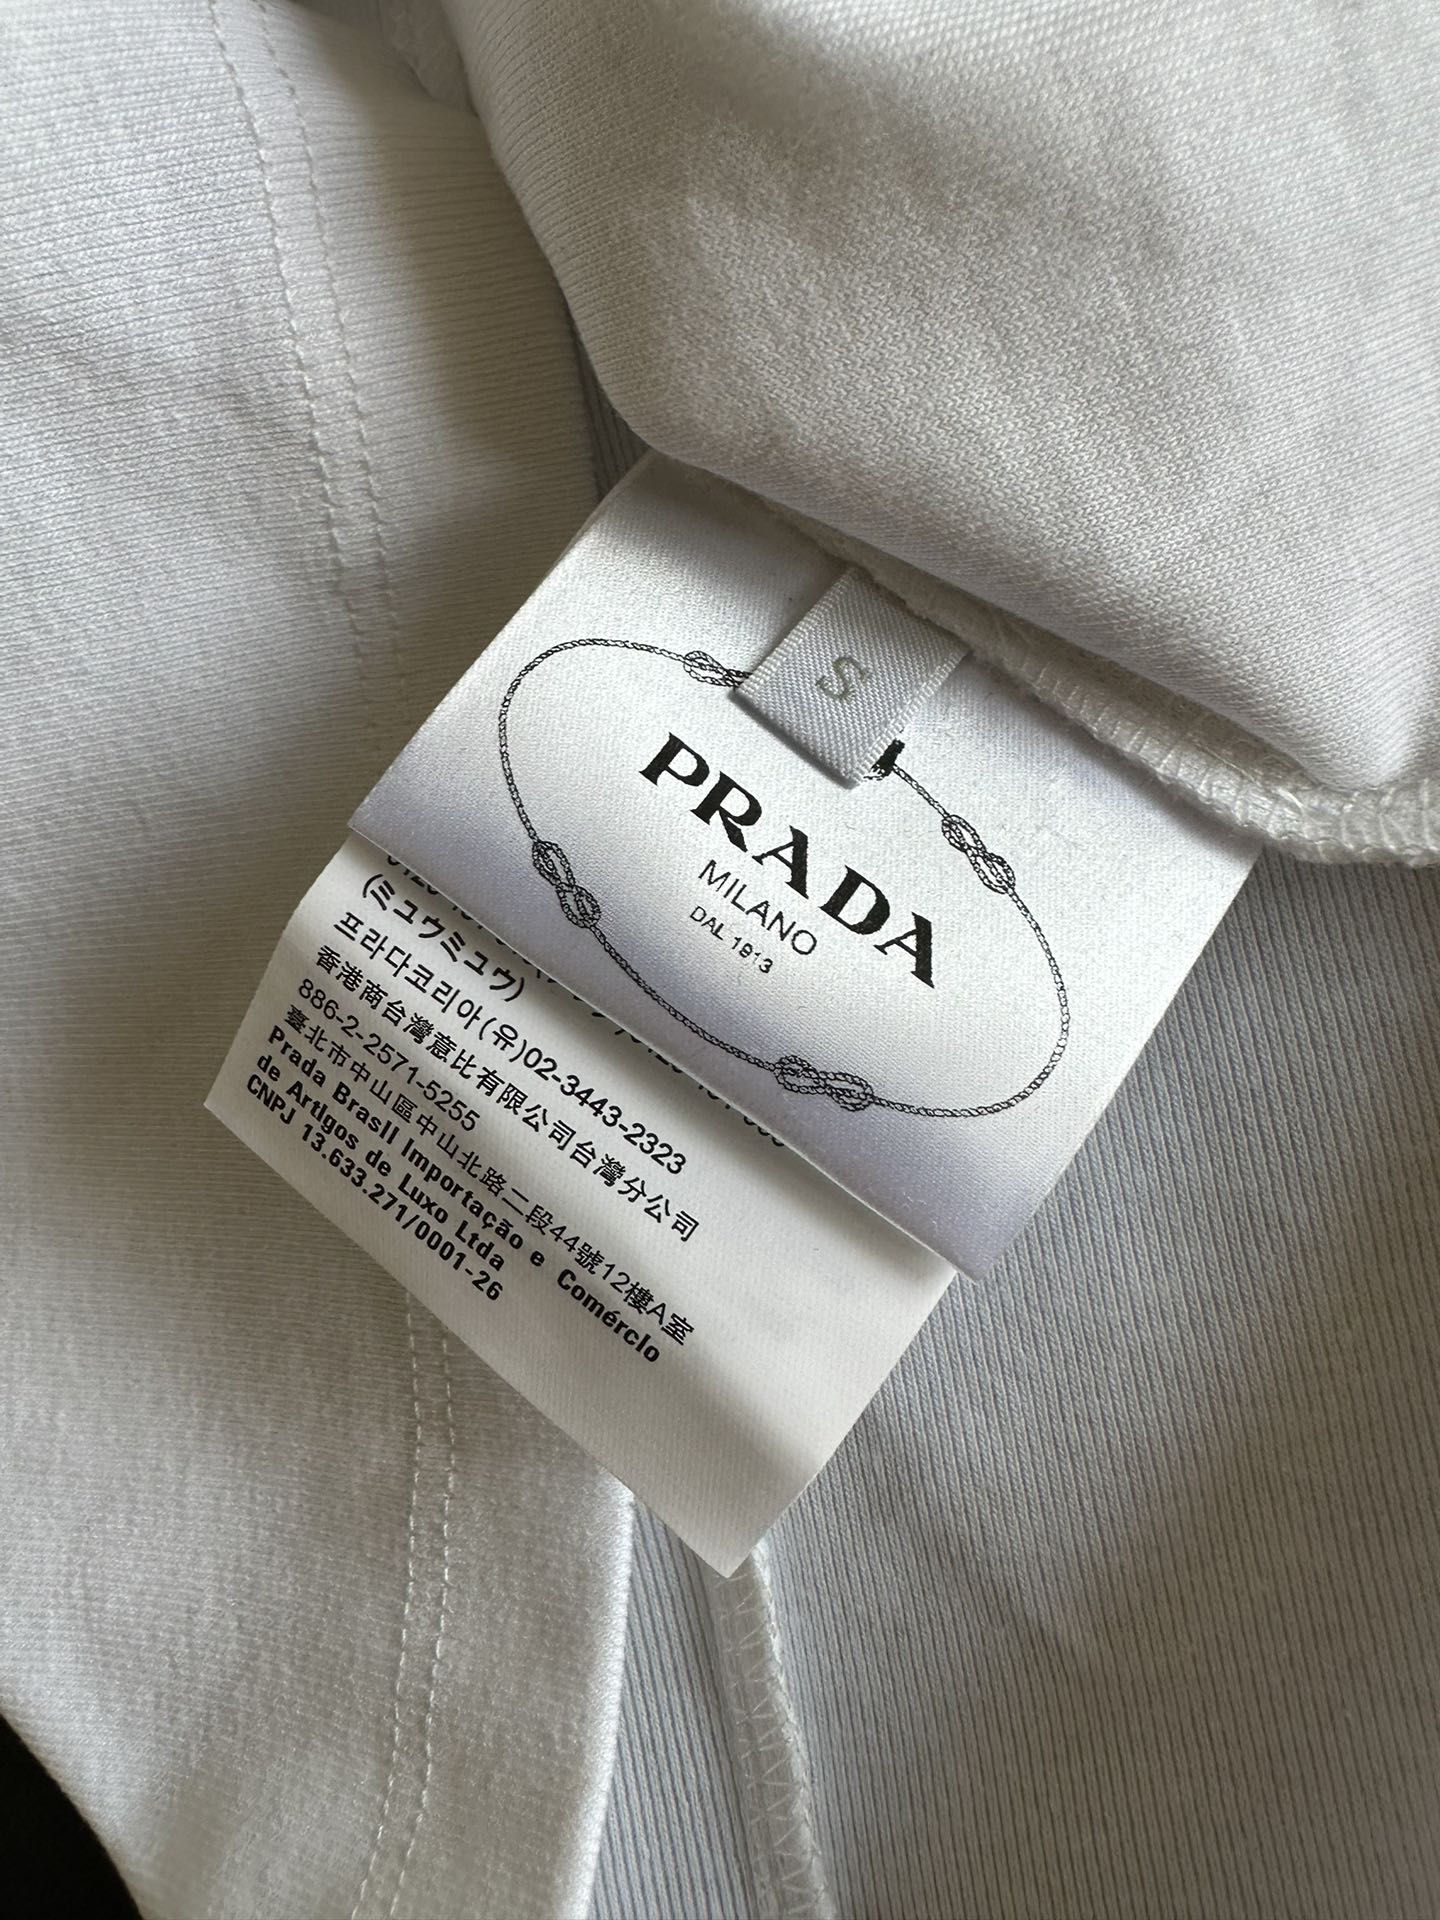 S
PRADA
MILANO
DAL 1913
(ミュウミュウ)
프라다코리아(유)02-3443-2323
香港商台灣意比有限公司台灣分公司
886-2-2571-5255
臺北市中山區中山北路二段44號12樓A室
Prada Brasil Importação e Comércio
de Artigos de Luxo Ltda
CNPJ 13.633.271/0001-26